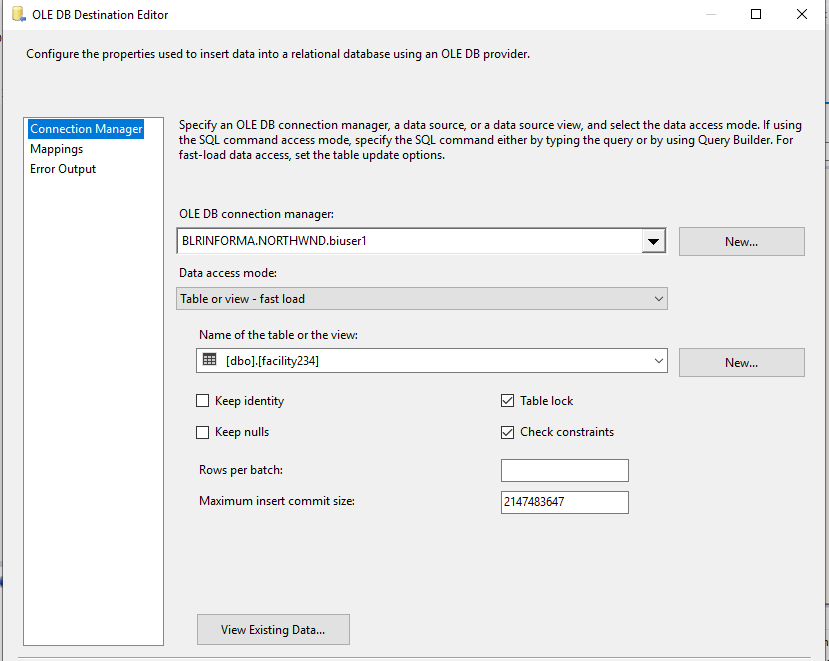 OLE DB Destination Editor
Configure the properties used to insert data into a relational database using an OLE DB provider.
Connection Manager
Mappings
Error Output
Specify an OLE DB connection manager, a data source, or a data source view, and select the data access mode. If using
the SQL command access mode, specify the SQL command either by typing the query or by using Query Builder. For
fast-load data access, set the table update options.
OLE DB connection manager:
BLRINFORMA.NORTHWND.biuser1
New...
Data access mode:
Table or view - fast load
Name of the table or the view:
[dbo].[facility234]
New...
Keep identity
Table lock
Keep nulls
Check constraints
Rows per batch:
Maximum insert commit size:
2147483647
View Existing Data...